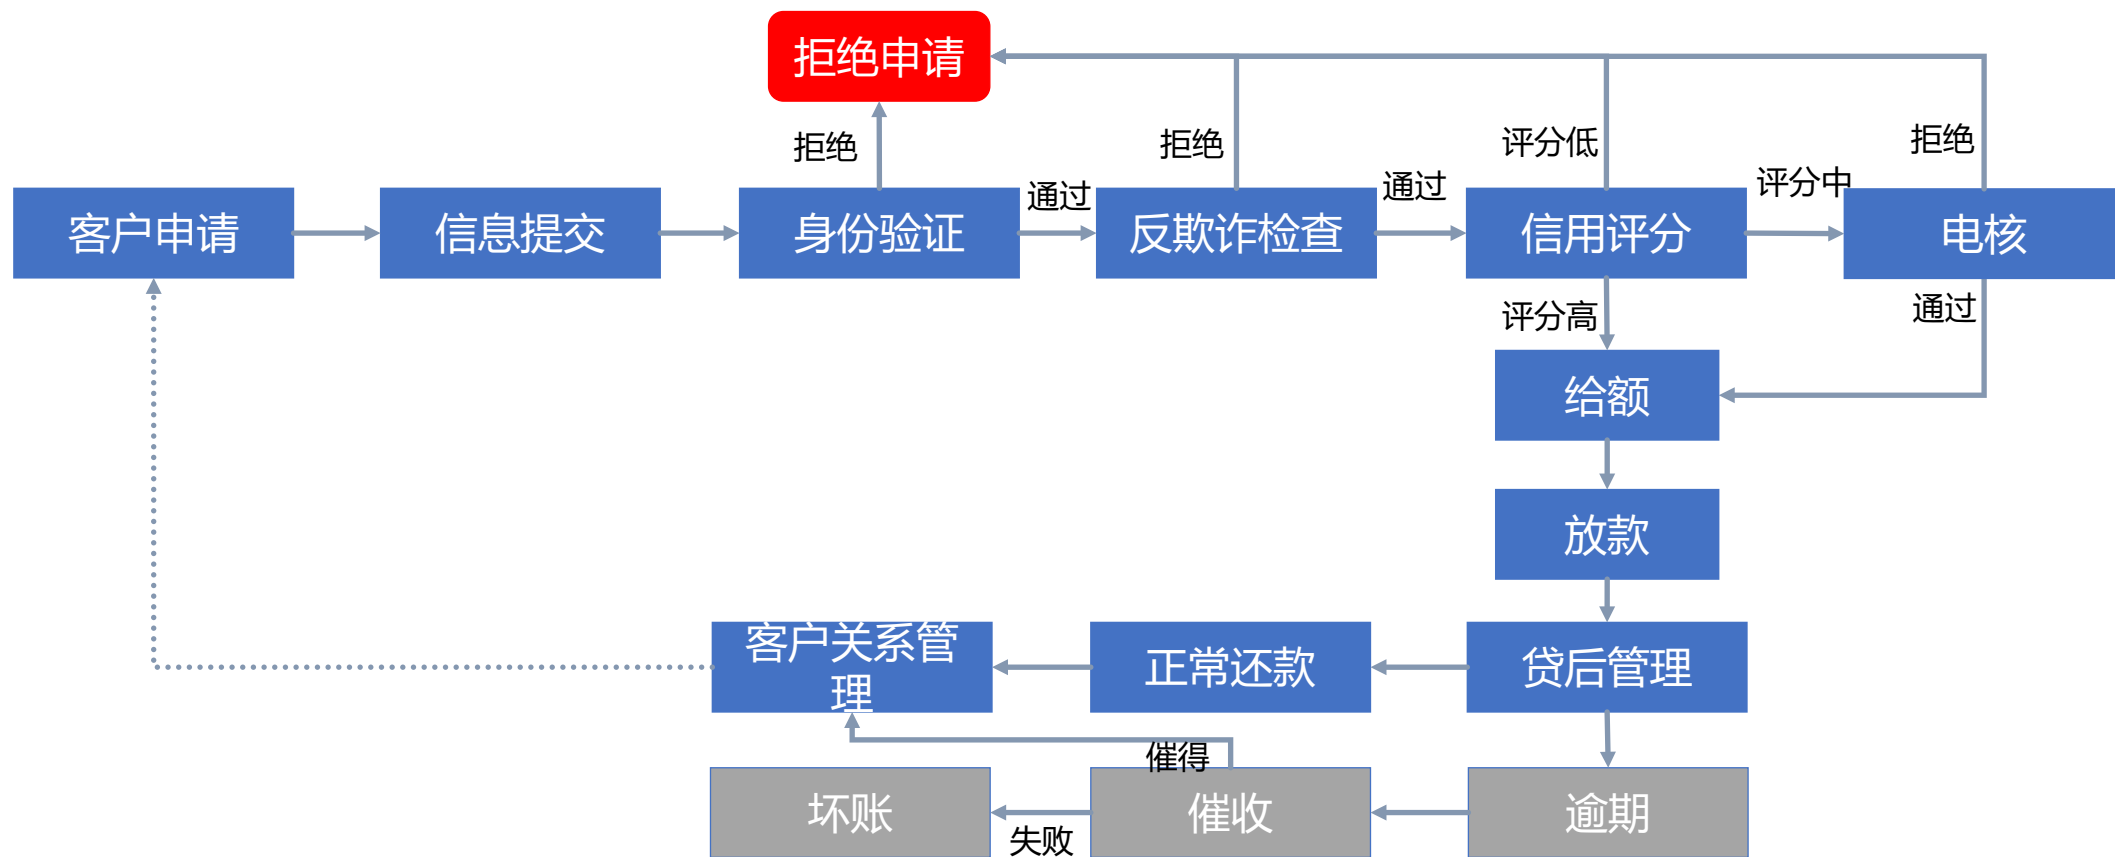 拒绝申请
拒绝
拒绝
评分低
拒绝
通过
通过
评分中
客户申请
信息提交
身份验证
反欺诈检查
信用评分
电核
评分高
通过
给额
放款
客户关系管
理
正常还款
贷后管理
催得
坏账
催收
逾期
失败